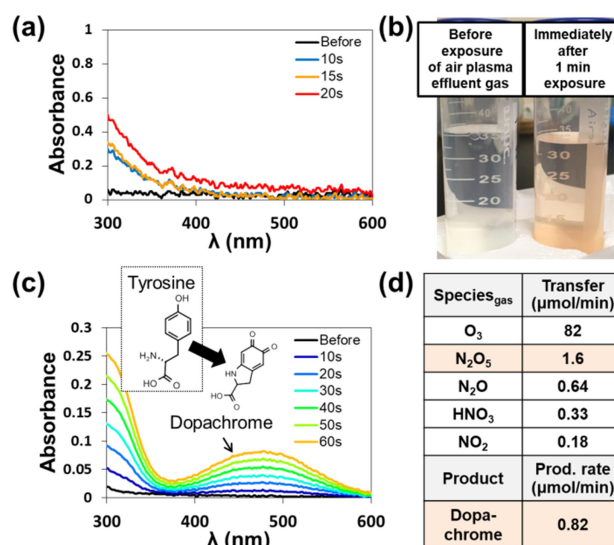 (a)
Absorbance
1
0.8
0.6
0.4
0.2
0
Before
10s
15s
20s
300
400
500
600
λ (nm)
(b)
Before
exposure
of air plasma
effluent gas
Immediately
after
1 min
exposure
40
35
30
25
20
35
30
25
(c)
Absorbance
0.3
0.25
0.2
0.15
0.1
0.05
0
Tyrosine
OH
H₂N
O
OH
O
O
HN
O
OH
Dopachrome
Before
10s
20s
30s
40s
50s
60s
300
400
500
600
λ (nm)
(d)
Species_gas Transfer
(μmol/min)
O₃ 82
N₂O₅ 1.6
N₂O 0.64
HNO₃ 0.33
NO₂ 0.18
Product Prod. rate
(μmol/min)
Dopa-
chrome 0.82